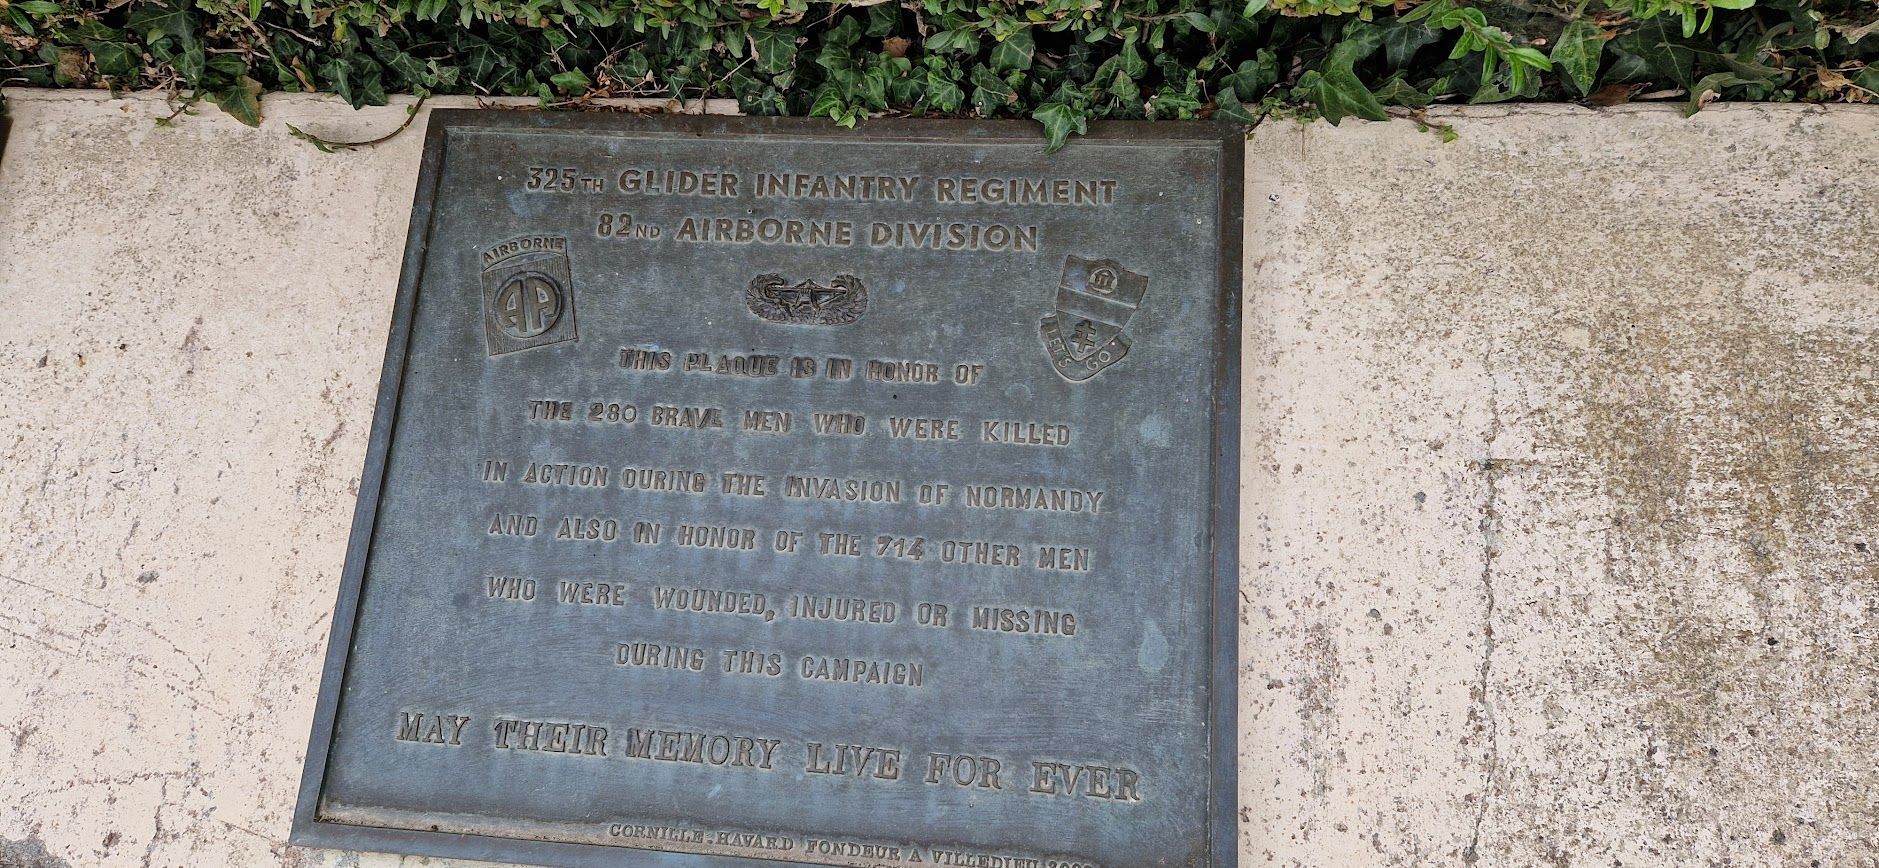 325TH GLIDER INFANTRY REGIMENT
82ND AIRBORNE DIVISION
AIRBORNE
AA
LET'S GO
THIS PLAQUE IS IN HONOR OF
THE 280 BRAVE MEN WHO WERE KILLED
IN ACTION DURING THE INVASION OF NORMANDY
AND ALSO IN HONOR OF THE 714 OTHER MEN
WHO WERE WOUNDED, INJURED OR MISSING
DURING THIS CAMPAIGN
MAY THEIR MEMORY LIVE FOR EVER
CORNILLE-HAVARD FONDEUR A VILLEDIEU